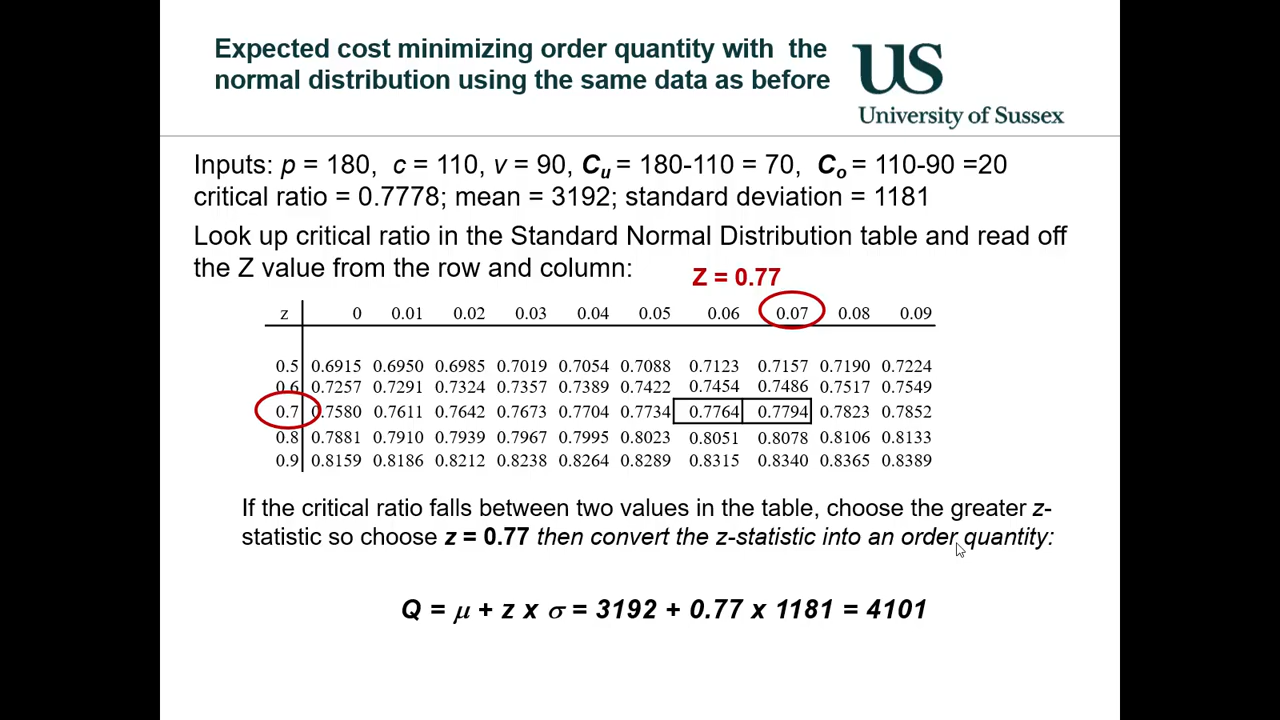 Expected cost minimizing order quantity with the
normal distribution using the same data as before
US
University of Sussex
Inputs: p = 180, c = 110, v = 90, Cu = 180-110 = 70, Co = 110-90 =20
critical ratio = 0.7778; mean = 3192; standard deviation = 1181
Look up critical ratio in the Standard Normal Distribution table and read off
the Z value from the row and column:
Z = 0.77
z 0 0.01 0.02 0.03 0.04 0.05 0.06 0.07 0.08 0.09
0.5 0.6915 0.6950 0.6985 0.7019 0.7054 0.7088 0.7123 0.7157 0.7190 0.7224
0.6 0.7257 0.7291 0.7324 0.7357 0.7389 0.7422 0.7454 0.7486 0.7517 0.7549
0.7 0.7580 0.7611 0.7642 0.7673 0.7704 0.7734 0.7764 0.7794 0.7823 0.7852
0.8 0.7881 0.7910 0.7939 0.7967 0.7995 0.8023 0.8051 0.8078 0.8106 0.8133
0.9 0.8159 0.8186 0.8212 0.8238 0.8264 0.8289 0.8315 0.8340 0.8365 0.8389
If the critical ratio falls between two values in the table, choose the greater z-
statistic so choose z = 0.77 then convert the z-statistic into an order quantity:
Q = μ + z x σ = 3192 + 0.77 x 1181 = 4101